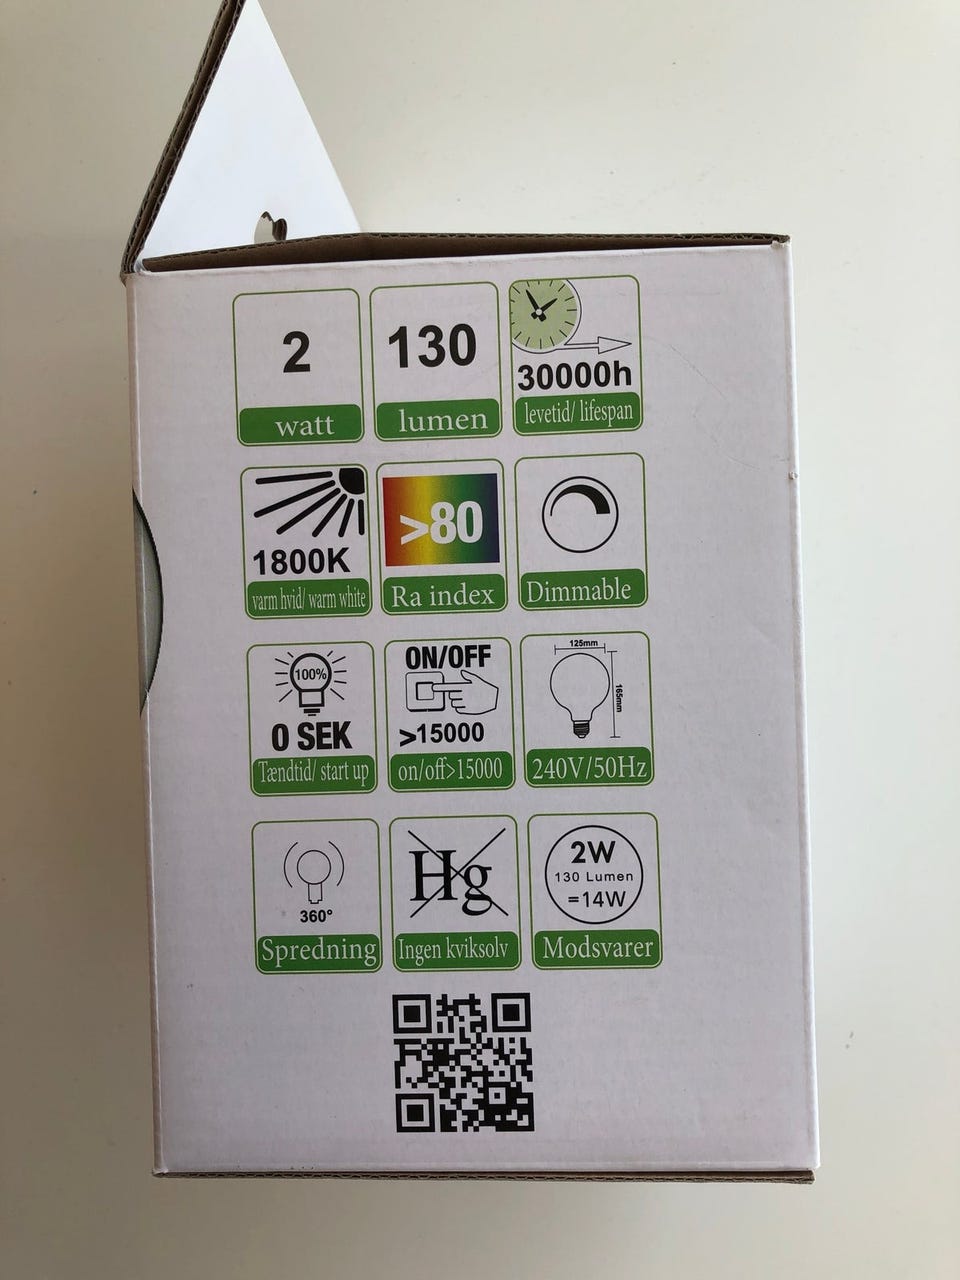 2
watt
130
lumen
30000h
levetid/ lifespan
1800K
varm hvid/ warm white
>80
Ra index
Dimmable
100%
0 SEK
Tændtid/ start up
ON/OFF
>15000
on/off>15000
125mm
165mm
240V/50Hz
360°
Spredning
Hg
Ingen kviksolv
2W
130 Lumen
=14W
Modsvarer